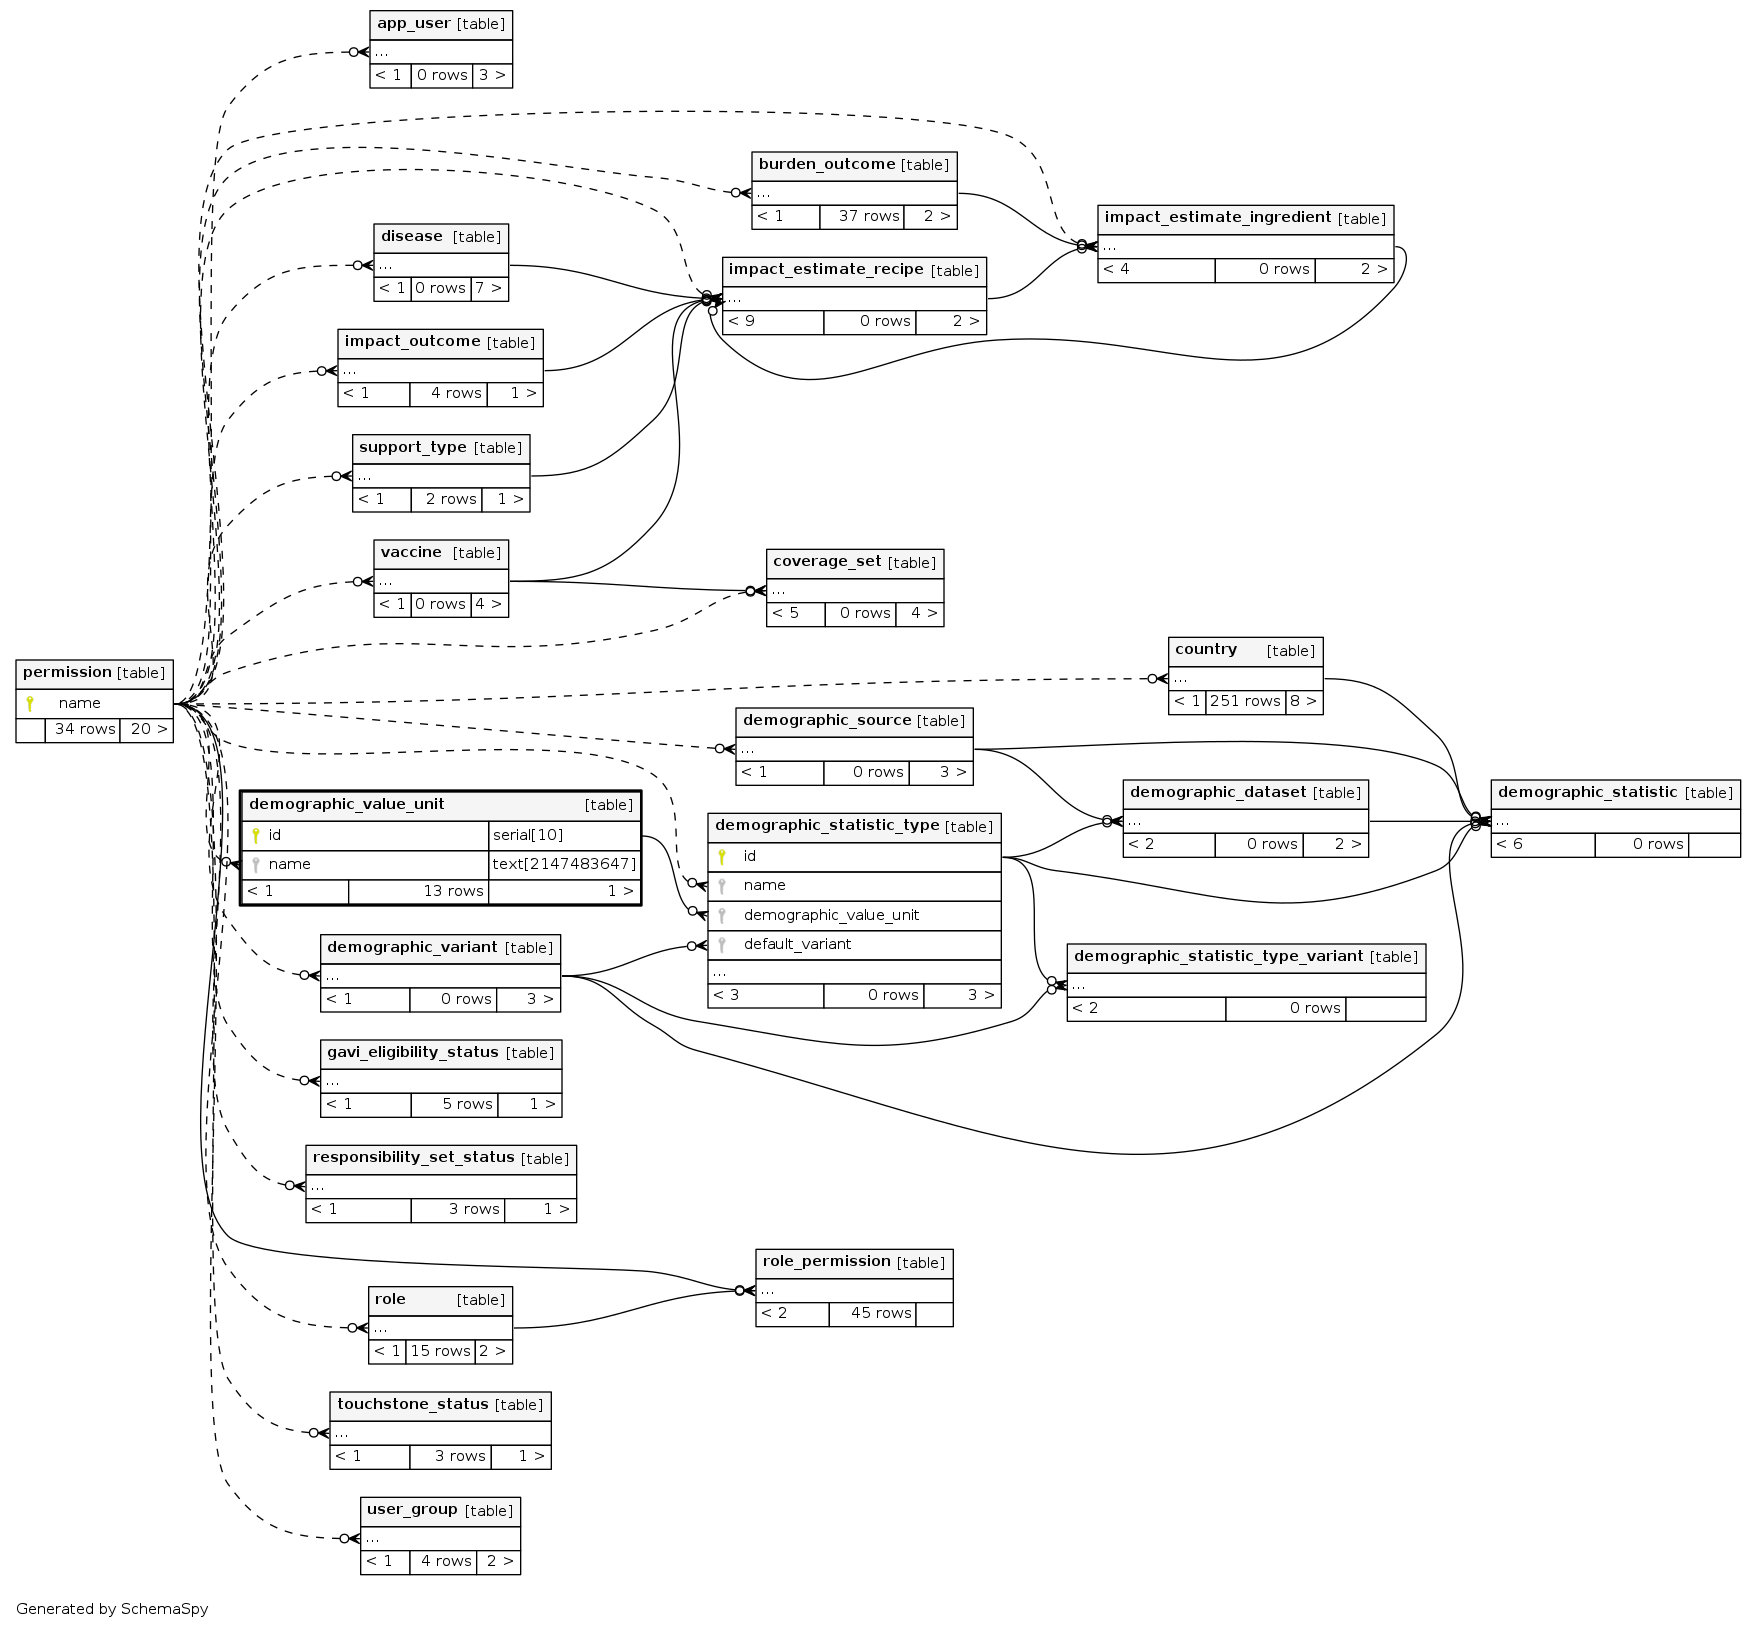 app_user [table]
...
< 1 0 rows 3 >
burden_outcome [table]
...
< 1 37 rows 2 >
impact_estimate_ingredient [table]
...
< 4 0 rows 2 >
disease [table]
...
< 1 0 rows 7 >
impact_estimate_recipe [table]
...
< 9 0 rows 2 >
impact_outcome [table]
...
< 1 4 rows 1 >
support_type [table]
...
< 1 2 rows 1 >
vaccine [table]
...
< 1 0 rows 4 >
coverage_set [table]
...
< 5 0 rows 4 >
country [table]
...
< 1 251 rows 8 >
permission [table]
name
34 rows 20 >
demographic_source [table]
...
< 1 0 rows 3 >
demographic_value_unit [table]
id serial[10]
name text[2147483647]
< 1 13 rows 1 >
demographic_statistic_type [table]
id
name
demographic_value_unit
default_variant
...
< 3 0 rows 3 >
demographic_dataset [table]
...
< 2 0 rows 2 >
demographic_statistic [table]
...
< 6 0 rows
demographic_variant [table]
...
< 1 0 rows 3 >
demographic_statistic_type_variant [table]
...
< 2 0 rows
gavi_eligibility_status [table]
...
< 1 5 rows 1 >
responsibility_set_status [table]
...
< 1 3 rows 1 >
role_permission [table]
...
< 2 45 rows
role [table]
...
< 1 15 rows 2 >
touchstone_status [table]
...
< 1 3 rows 1 >
user_group [table]
...
< 1 4 rows 2 >
Generated by SchemaSpy